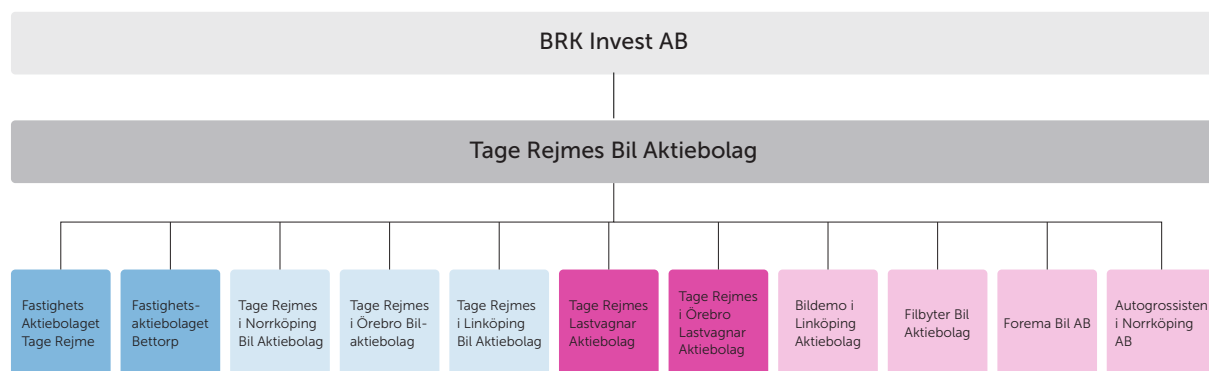 BRK Invest AB
Tage Rejmes Bil Aktiebolag
Fastighets
Aktiebolaget
Tage Rejme
Fastighets-
aktiebolaget
Bettorp
Tage Rejmes
i Norrköping
Bil Aktiebolag
Tage Rejmes
i Örebro Bil-
aktiebolag
Tage Rejmes
i Linköping
Bil Aktiebolag
Tage Rejmes
Lastvagnar
Aktiebolag
Tage Rejmes
i Örebro
Lastvagnar
Aktiebolag
Bildemo i
Linköping
Aktiebolag
Filbyter Bil
Aktiebolag
Forema Bil AB
Autogrossisten
i Norrköping
AB